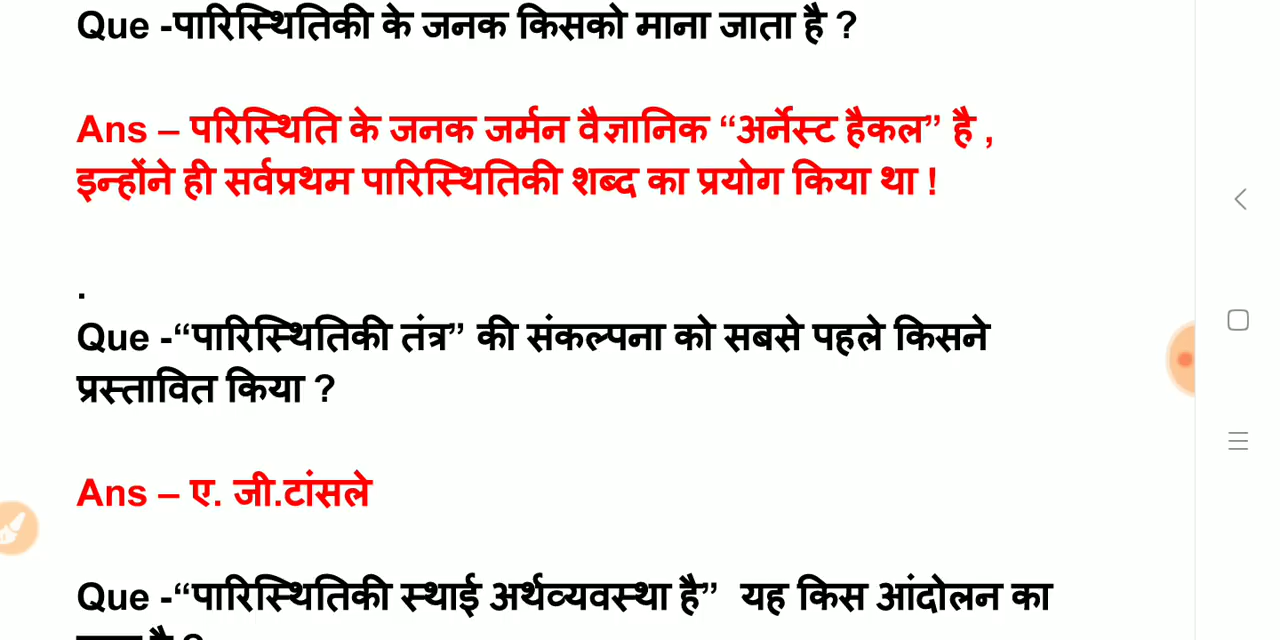 Que -पारिस्थितिकी के जनक किसको माना जाता है ?
Ans – परिस्थिति के जनक जर्मन वैज्ञानिक “अर्नेस्ट हैकल” है ,
इन्होंने ही सर्वप्रथम पारिस्थितिकी शब्द का प्रयोग किया था !
.
Que -“पारिस्थितिकी तंत्र” की संकल्पना को सबसे पहले किसने
प्रस्तावित किया ?
Ans – ए. जी.टांसले
Que -“पारिस्थितिकी स्थाई अर्थव्यवस्था है” यह किस आंदोलन का
है ?